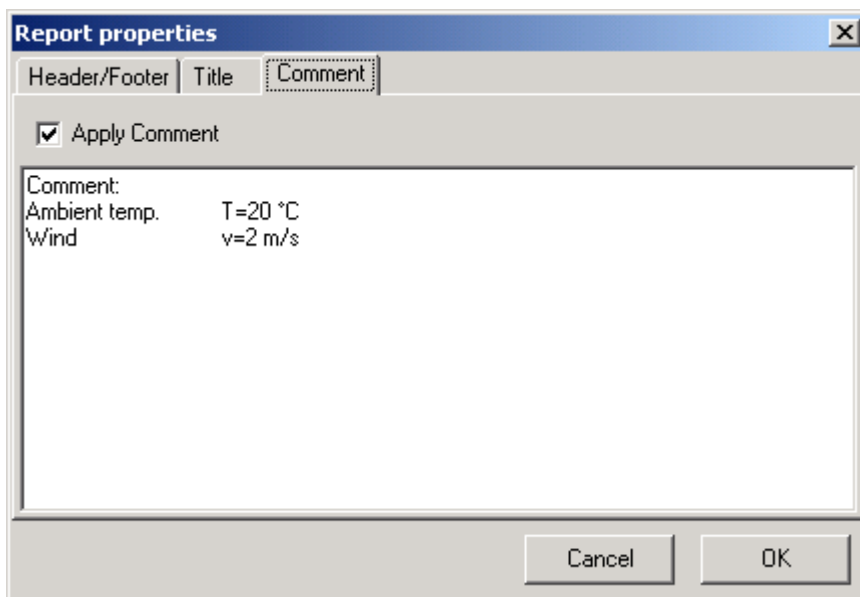 Report properties
Header/Footer Title Comment
Apply Comment
Comment:
Ambient temp. T=20 °C
Wind v=2 m/s
Cancel OK